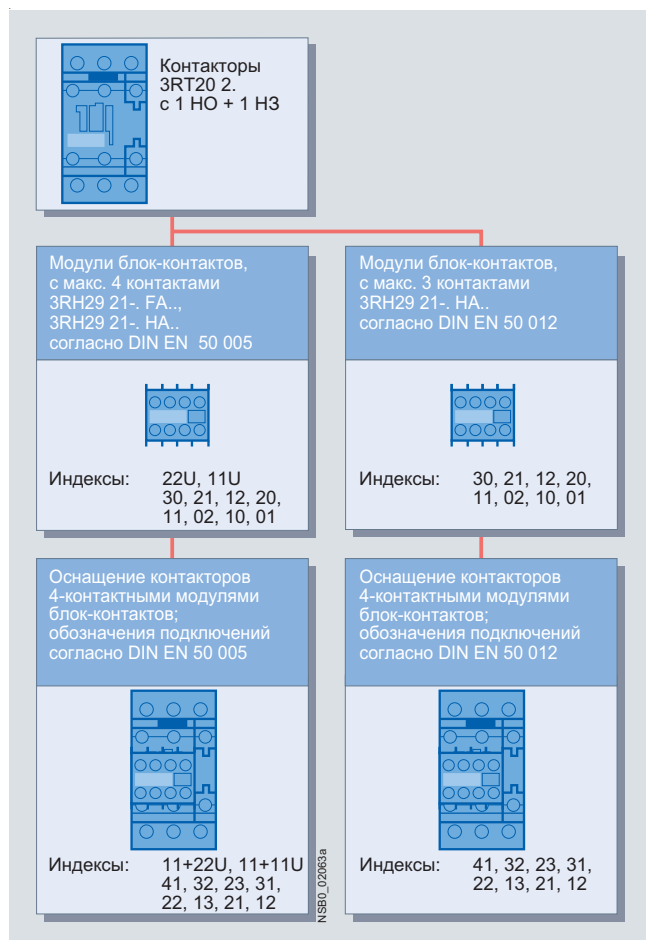 Контакторы
3RT20 2.
с 1 НО + 1 НЗ
Модули блок-контактов,
с макс. 4 контактами
3RH29 21-. FA..,
3RH29 21-. HA..
согласно DIN EN 50 005
Индексы: 22U, 11U
30, 21, 12, 20,
11, 02, 10, 01
Модули блок-контактов,
с макс. 3 контактами
3RH29 21-. HA..
согласно DIN EN 50 012
Индексы: 30, 21, 12, 20,
11, 02, 10, 01
Оснащение контакторов
4-контактными модулями
блок-контактов;
обозначения подключений
согласно DIN EN 50 005
Индексы: 11+22U, 11+11U
41, 32, 23, 31,
22, 13, 21, 12
Оснащение контакторов
4-контактными модулями
блок-контактов;
обозначения подключений
согласно DIN EN 50 012
Индексы: 41, 32, 23, 31,
22, 13, 21, 12
NSB0_02063a